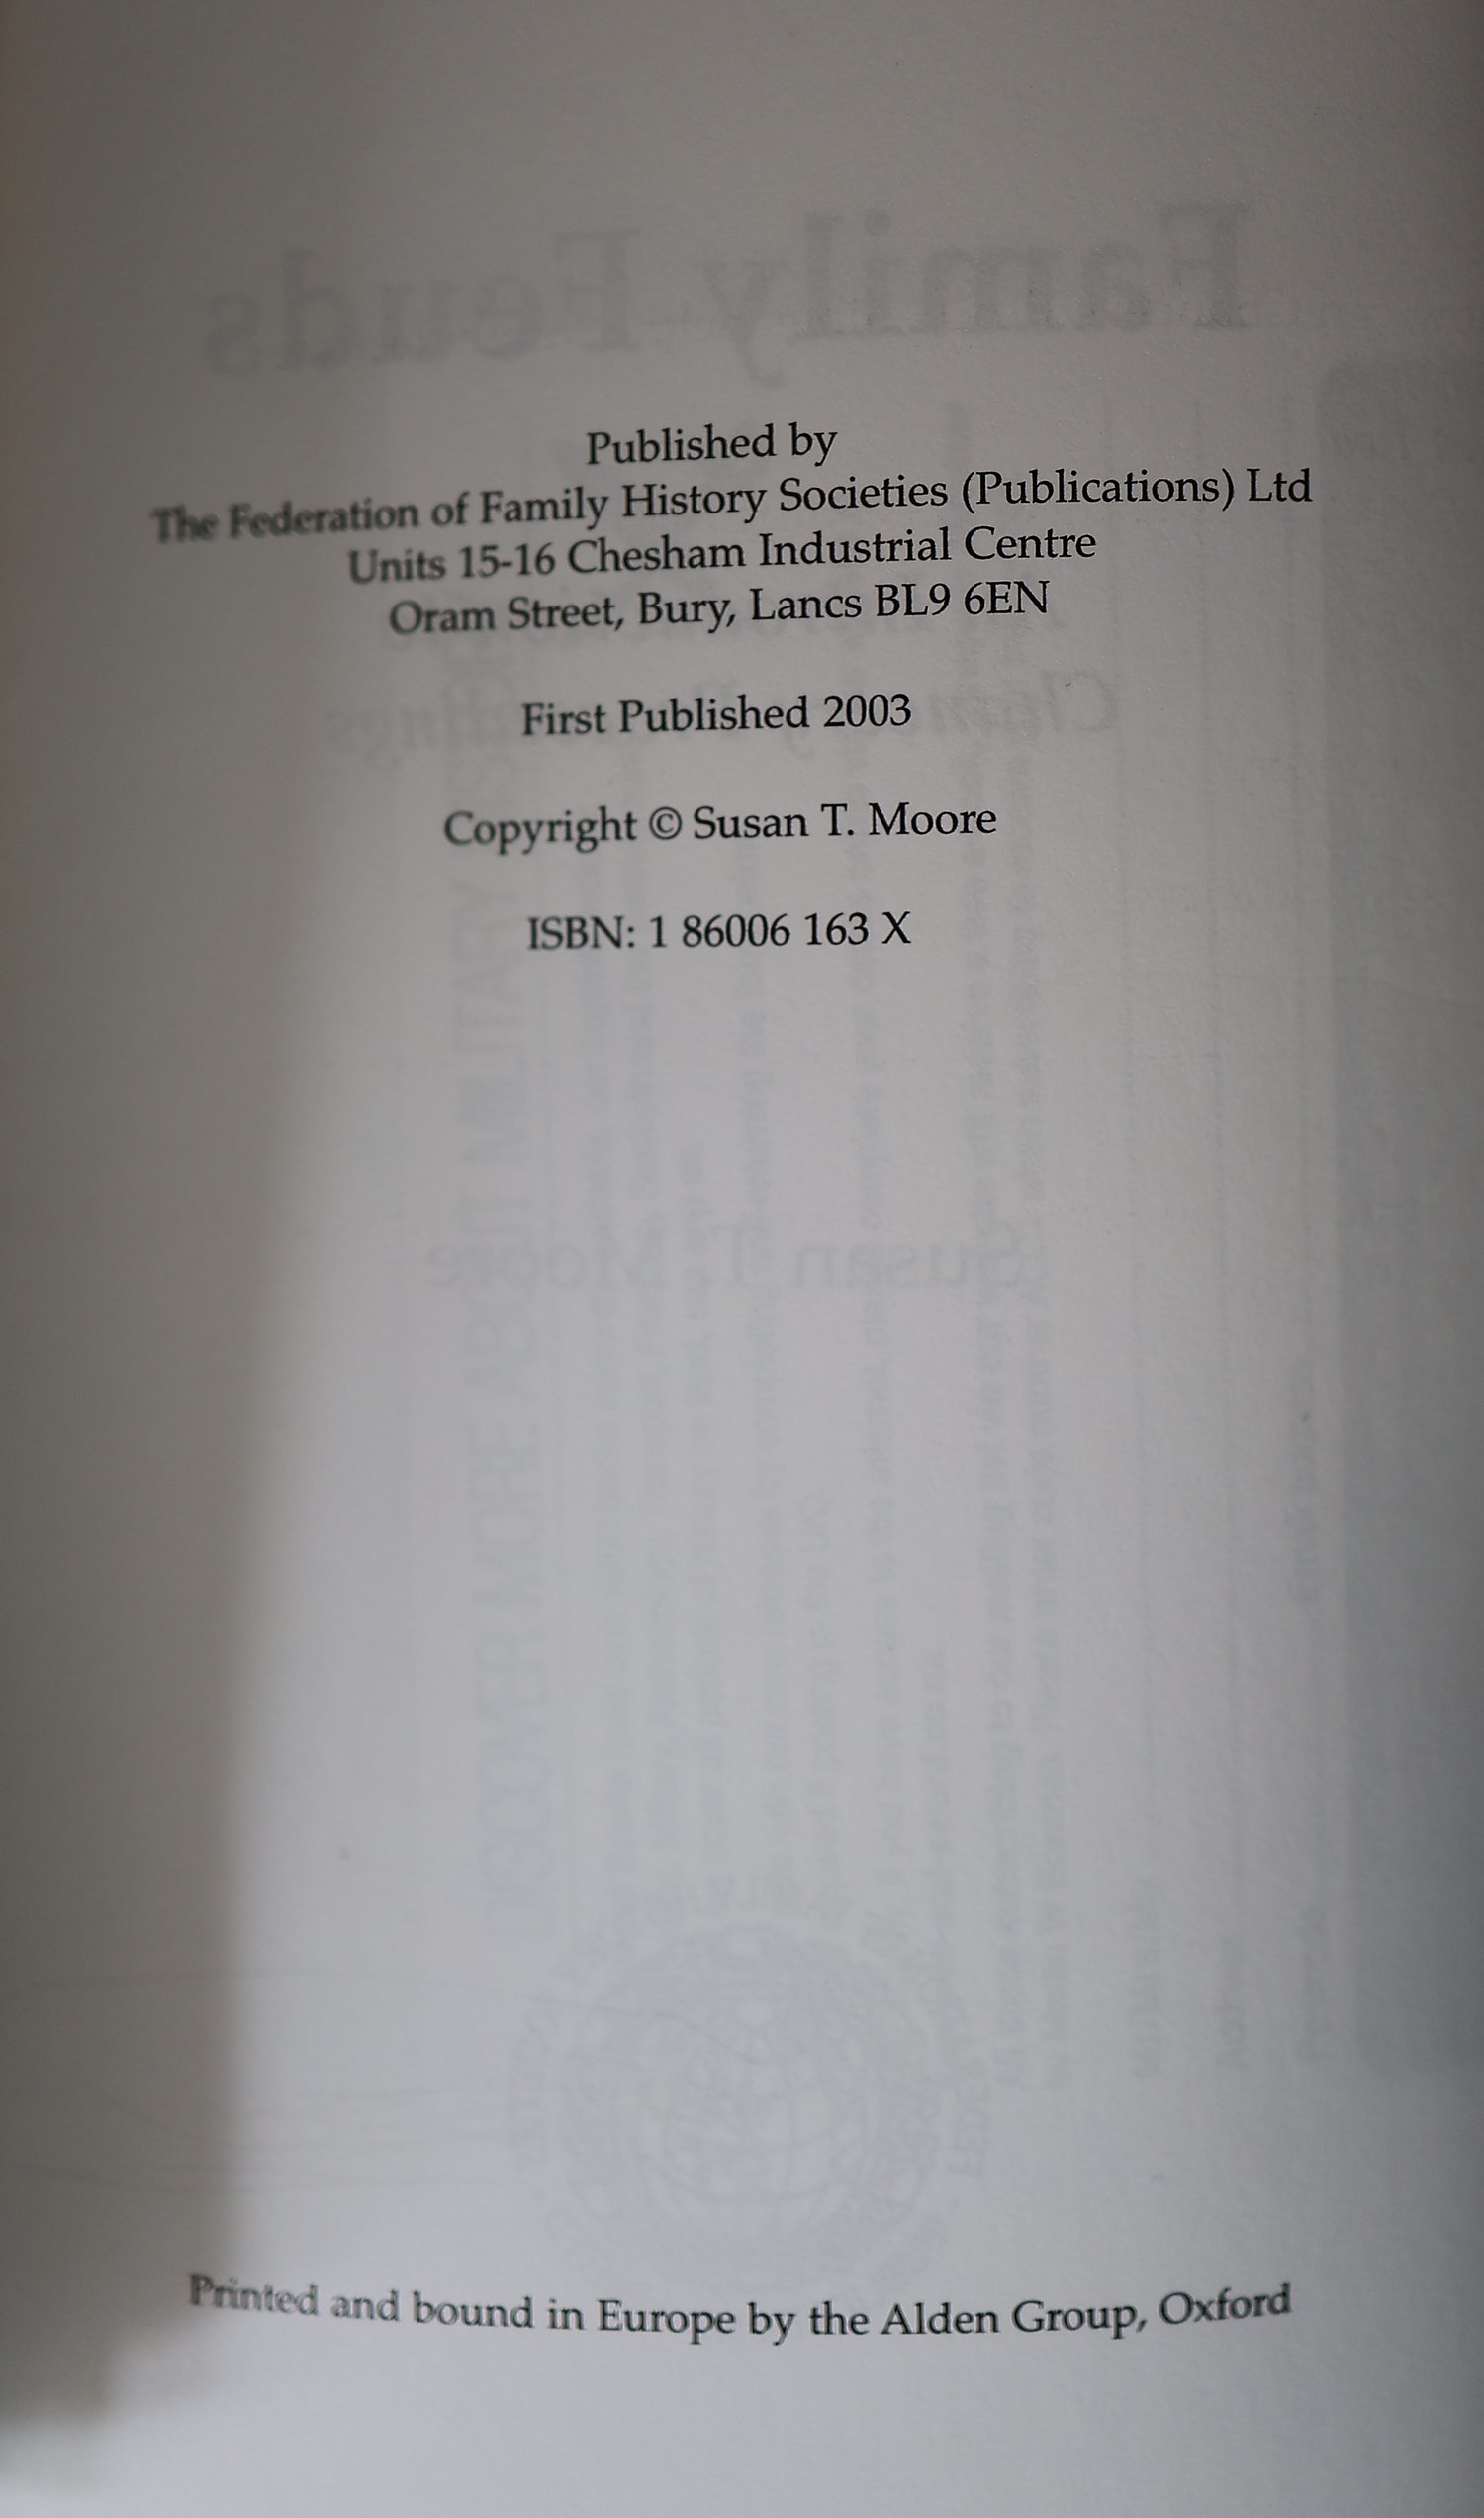 Published by
The Federation of Family History Societies (Publications) Ltd
Units 15-16 Chesham Industrial Centre
Oram Street, Bury, Lancs BL9 6EN
First Published 2003
Copyright © Susan T. Moore
ISBN: 1 86006 163 X
Printed and bound in Europe by the Alden Group, Oxford